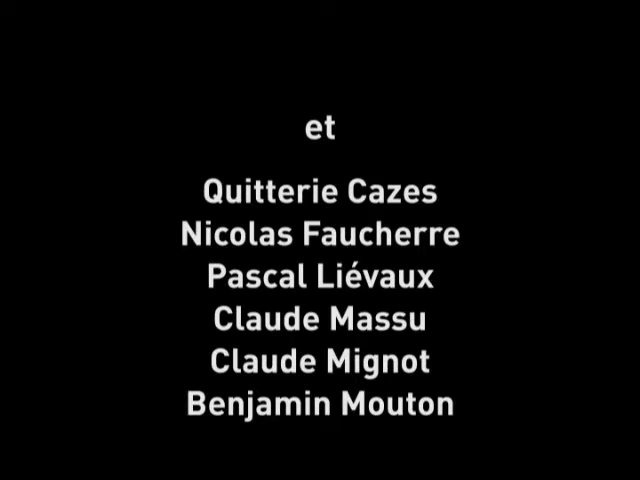 et
Quitterie Cazes
Nicolas Faucherre
Pascal Liévaux
Claude Massu
Claude Mignot
Benjamin Mouton